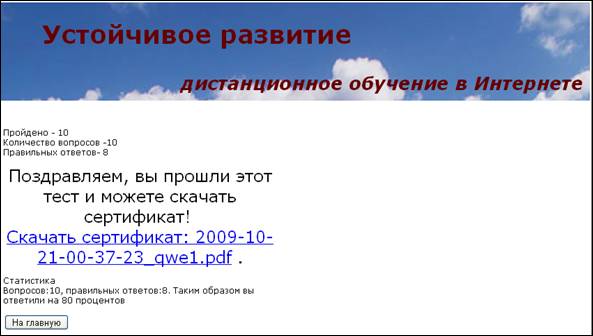 Устойчивое развитие
дистанционное обучение в Интернете
Пройдено - 10
Количество вопросов -10
Правильных ответов- 8
Поздравляем, вы прошли этот
тест и можете скачать
сертификат!
Скачать сертификат: 2009-10-
21-00-37-23_qwe1.pdf .
Статистика
Вопросов:10, правильных ответов:8. Таким образом вы
ответили на 80 процентов
На главную